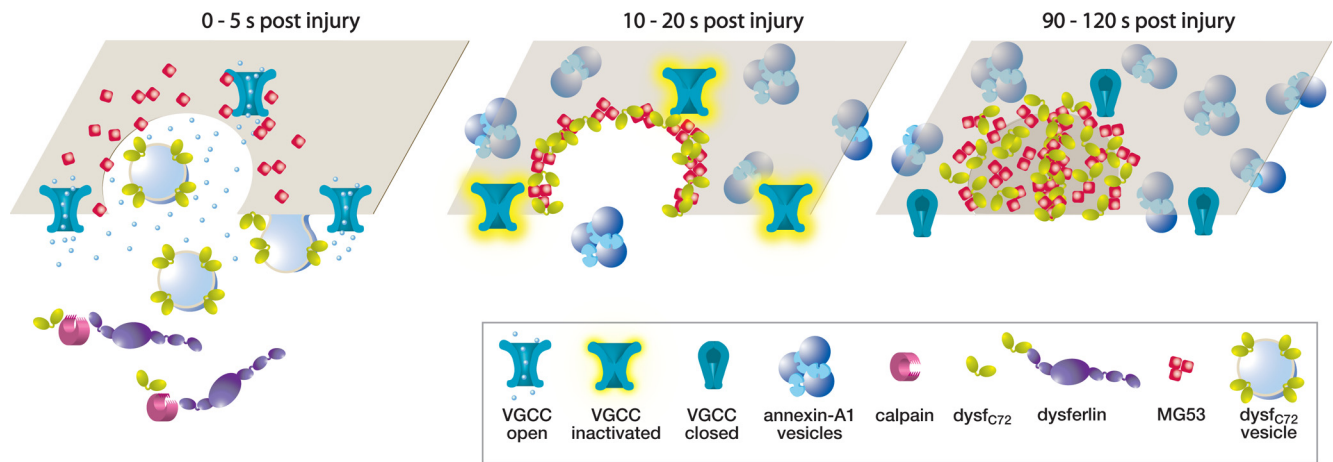 0 - 5 s post injury
10 - 20 s post injury
90 - 120 s post injury
VGCC open
VGCC inactivated
VGCC closed
annexin-A1 vesicles
calpain
dysfC72
dysferlin
MG53
dysfC72 vesicle